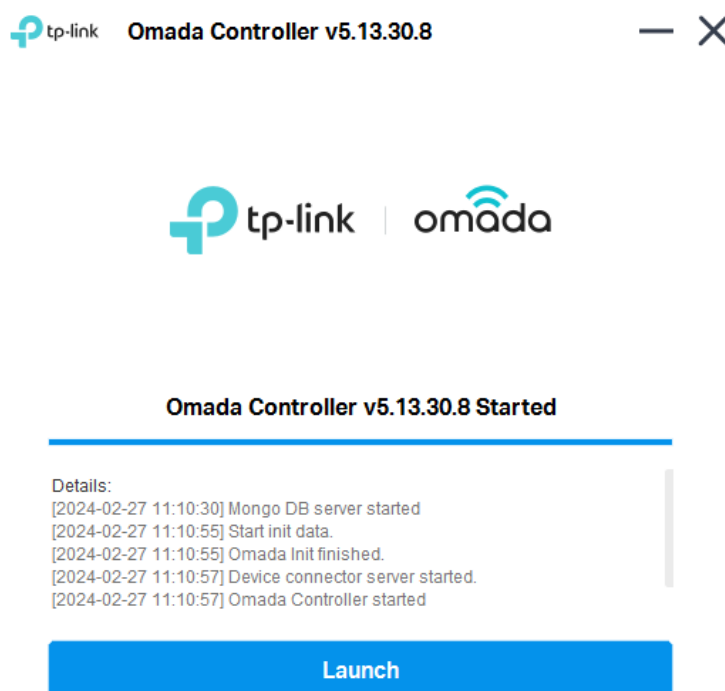 tp-link Omada Controller v5.13.30.8
tp-link | omada
Omada Controller v5.13.30.8 Started
Details:
[2024-02-27 11:10:30] Mongo DB server started
[2024-02-27 11:10:55] Start init data.
[2024-02-27 11:10:55] Omada Init finished.
[2024-02-27 11:10:57] Device connector server started.
[2024-02-27 11:10:57] Omada Controller started
Launch